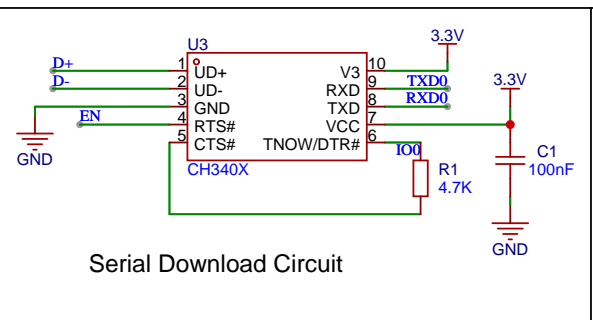 U3
3.3V
D+
1
UD+
V3
10
D-
2
UD-
RXD
9
TXD0
3.3V
3
GND
TXD
8
RXD0
EN
4
RTS#
VCC
7
5
CTS#
TNOW/DTR#
6
IO0
GND
CH340X
R1
4.7K
C1
100nF
GND
Serial Download Circuit